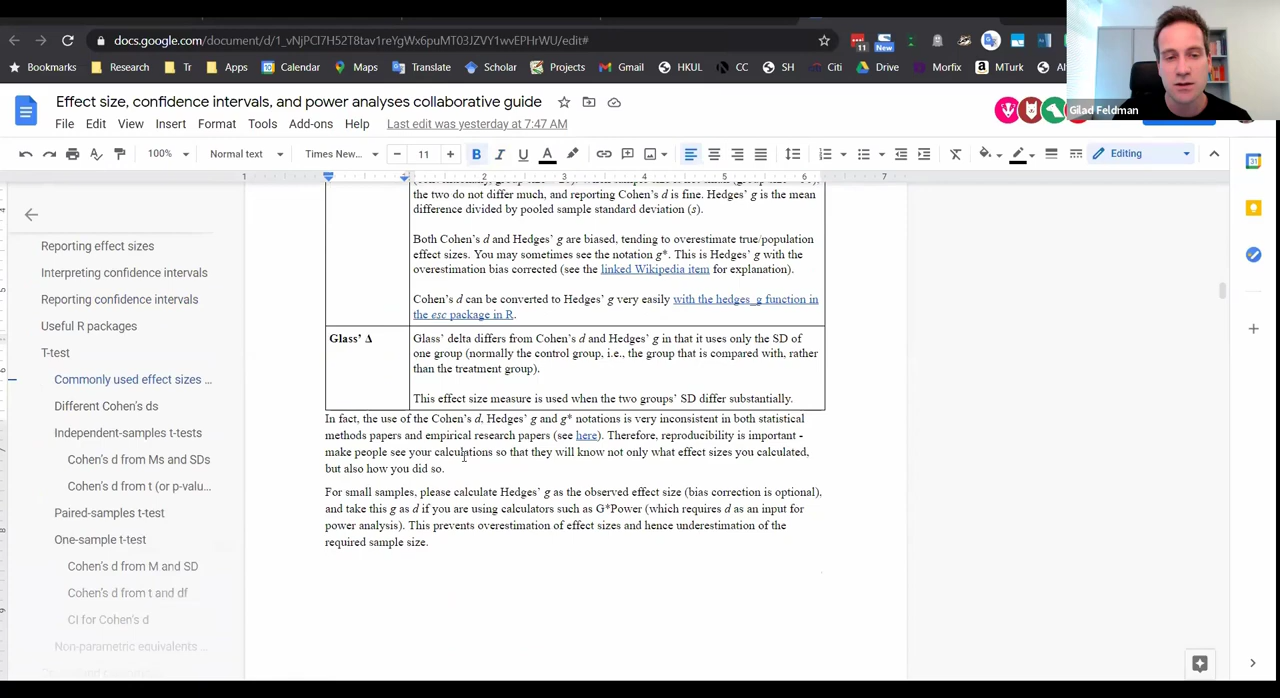 docs.google.com/document/d/1_vNjPCI7H52T8tav1reYgWx6puMT03JZVY1wvEPHrWU/edit#
11
New
Bookmarks Research Tr Apps Calendar Maps Translate Projects Gmail HKUL CC SH Citi Drive Morfix MTurk
Gilad Feldman
Effect size, confidence intervals, and power analyses collaborative guide
File Edit View Insert Format Tools Add-ons Help Last edit was yesterday at 7:47 AM
100% Normal text Times New... 11 B I U A Editing
1 1 2 3 4 5 6 7
the two do not differ much, and reporting Cohen's d is fine. Hedges' g is the mean
difference divided by pooled sample standard deviation (s).
Both Cohen's d and Hedges' g are biased, tending to overestimate true/population
effect sizes. You may sometimes see the notation g*. This is Hedges' g with the
overestimation bias corrected (see the linked Wikipedia item for explanation).
Cohen's d can be converted to Hedges' g very easily with the hedges_g function in
the esc package in R.
Glass' Δ
Glass' delta differs from Cohen's d and Hedges' g in that it uses only the SD of
one group (normally the control group, i.e., the group that is compared with, rather
than the treatment group).
This effect size measure is used when the two groups' SD differ substantially.
In fact, the use of the Cohen's d. Hedges' g and g* notations is very inconsistent in both statistical
methods papers and empirical research papers (see here). Therefore, reproducibility is important -
make people see your calculations so that they will know not only what effect sizes you calculated,
but also how you did so.
For small samples, please calculate Hedges' g as the observed effect size (bias correction is optional),
and take this g as d if you are using calculators such as G*Power (which requires d as an input for
power analysis). This prevents overestimation of effect sizes and hence underestimation of the
required sample size.
Reporting effect sizes
Interpreting confidence intervals
Reporting confidence intervals
Useful R packages
T-test
Commonly used effect sizes ...
Different Cohen's ds
Independent-samples t-tests
Cohen's d from Ms and SDs
Cohen's d from t (or p-valu...
Paired-samples t-test
One-sample t-test
Cohen's d from M and SD
Cohen's d from t and df
CI for Cohen's d
Non-parametric equivalents ...